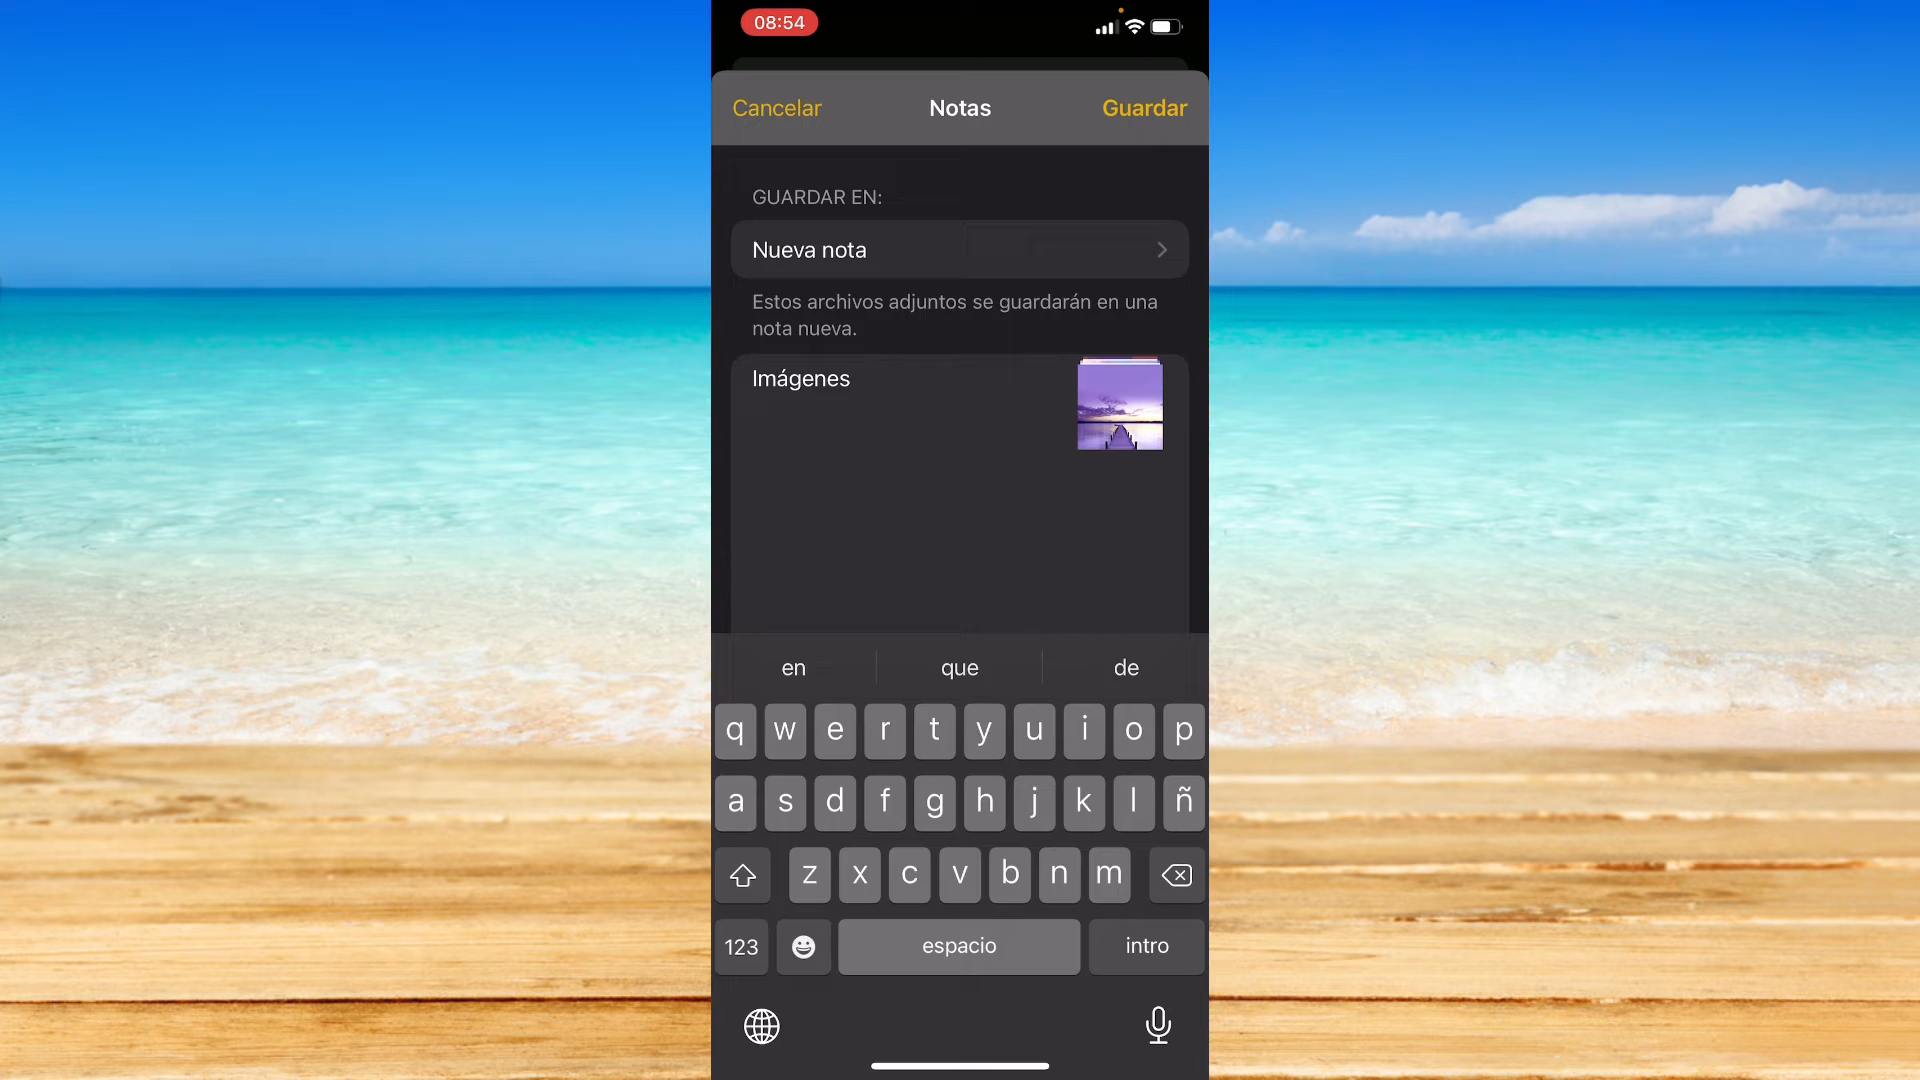 08:54
Cancelar Notas Guardar
GUARDAR EN:
Nueva nota
Estos archivos adjuntos se guardarán en una
nota nueva.
Imágenes
en que de
q w e r t y u i o p
a s d f g h j k l ñ
z x c v b n m
123 espacio intro